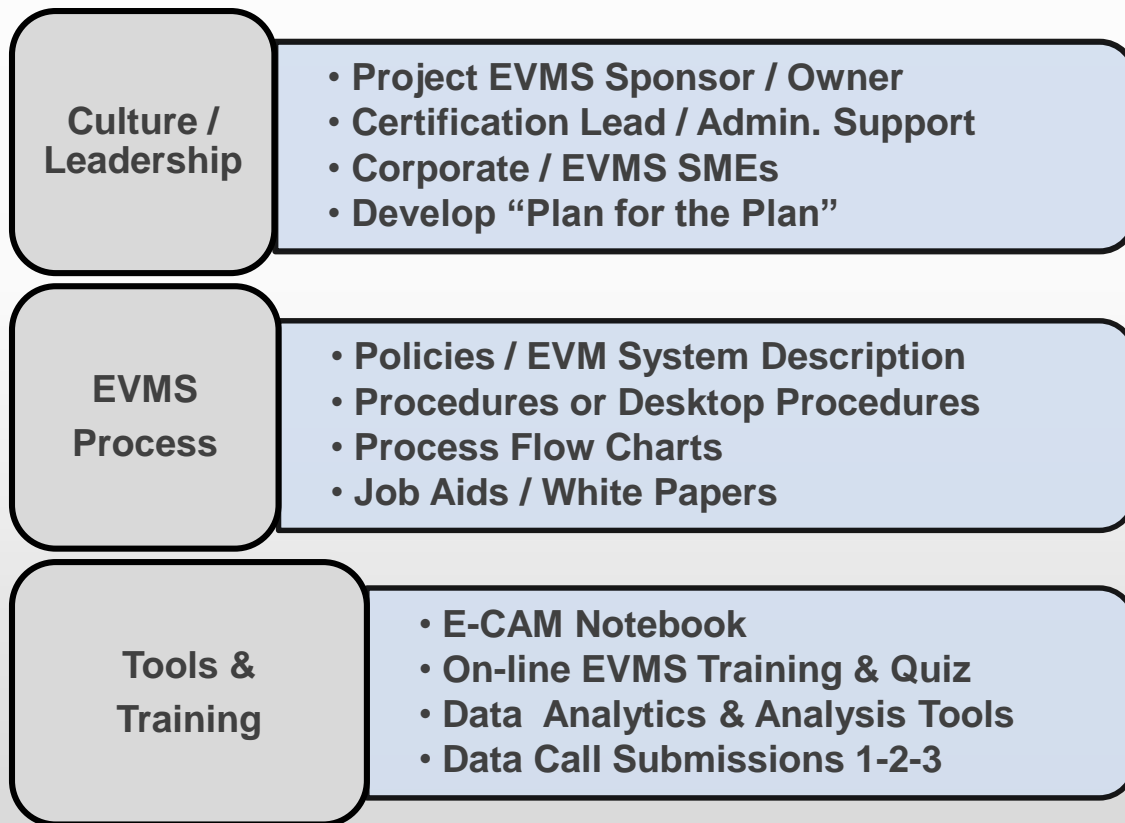 Culture /
Leadership
• Project EVMS Sponsor / Owner
• Certification Lead / Admin. Support
• Corporate / EVMS SMEs
• Develop “Plan for the Plan”
EVMS
Process
• Policies / EVM System Description
• Procedures or Desktop Procedures
• Process Flow Charts
• Job Aids / White Papers
Tools &
Training
• E-CAM Notebook
• On-line EVMS Training & Quiz
• Data Analytics & Analysis Tools
• Data Call Submissions 1-2-3